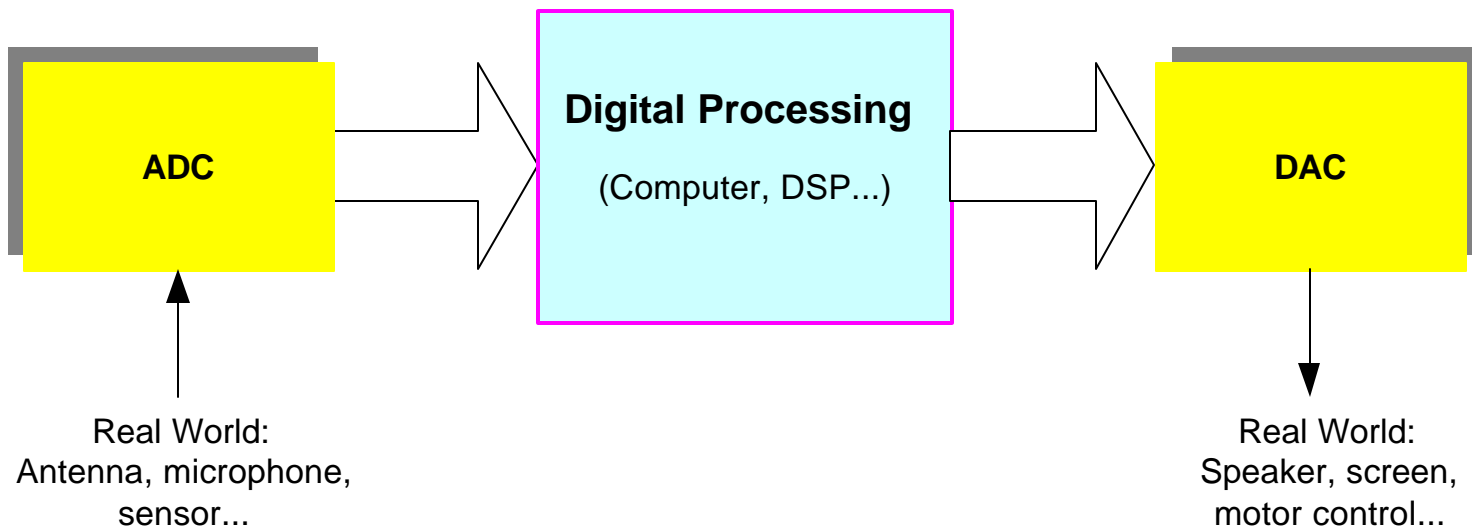 ADC
Digital Processing
(Computer, DSP...)
DAC
Real World:
Antenna, microphone,
sensor...
Real World:
Speaker, screen,
motor control...